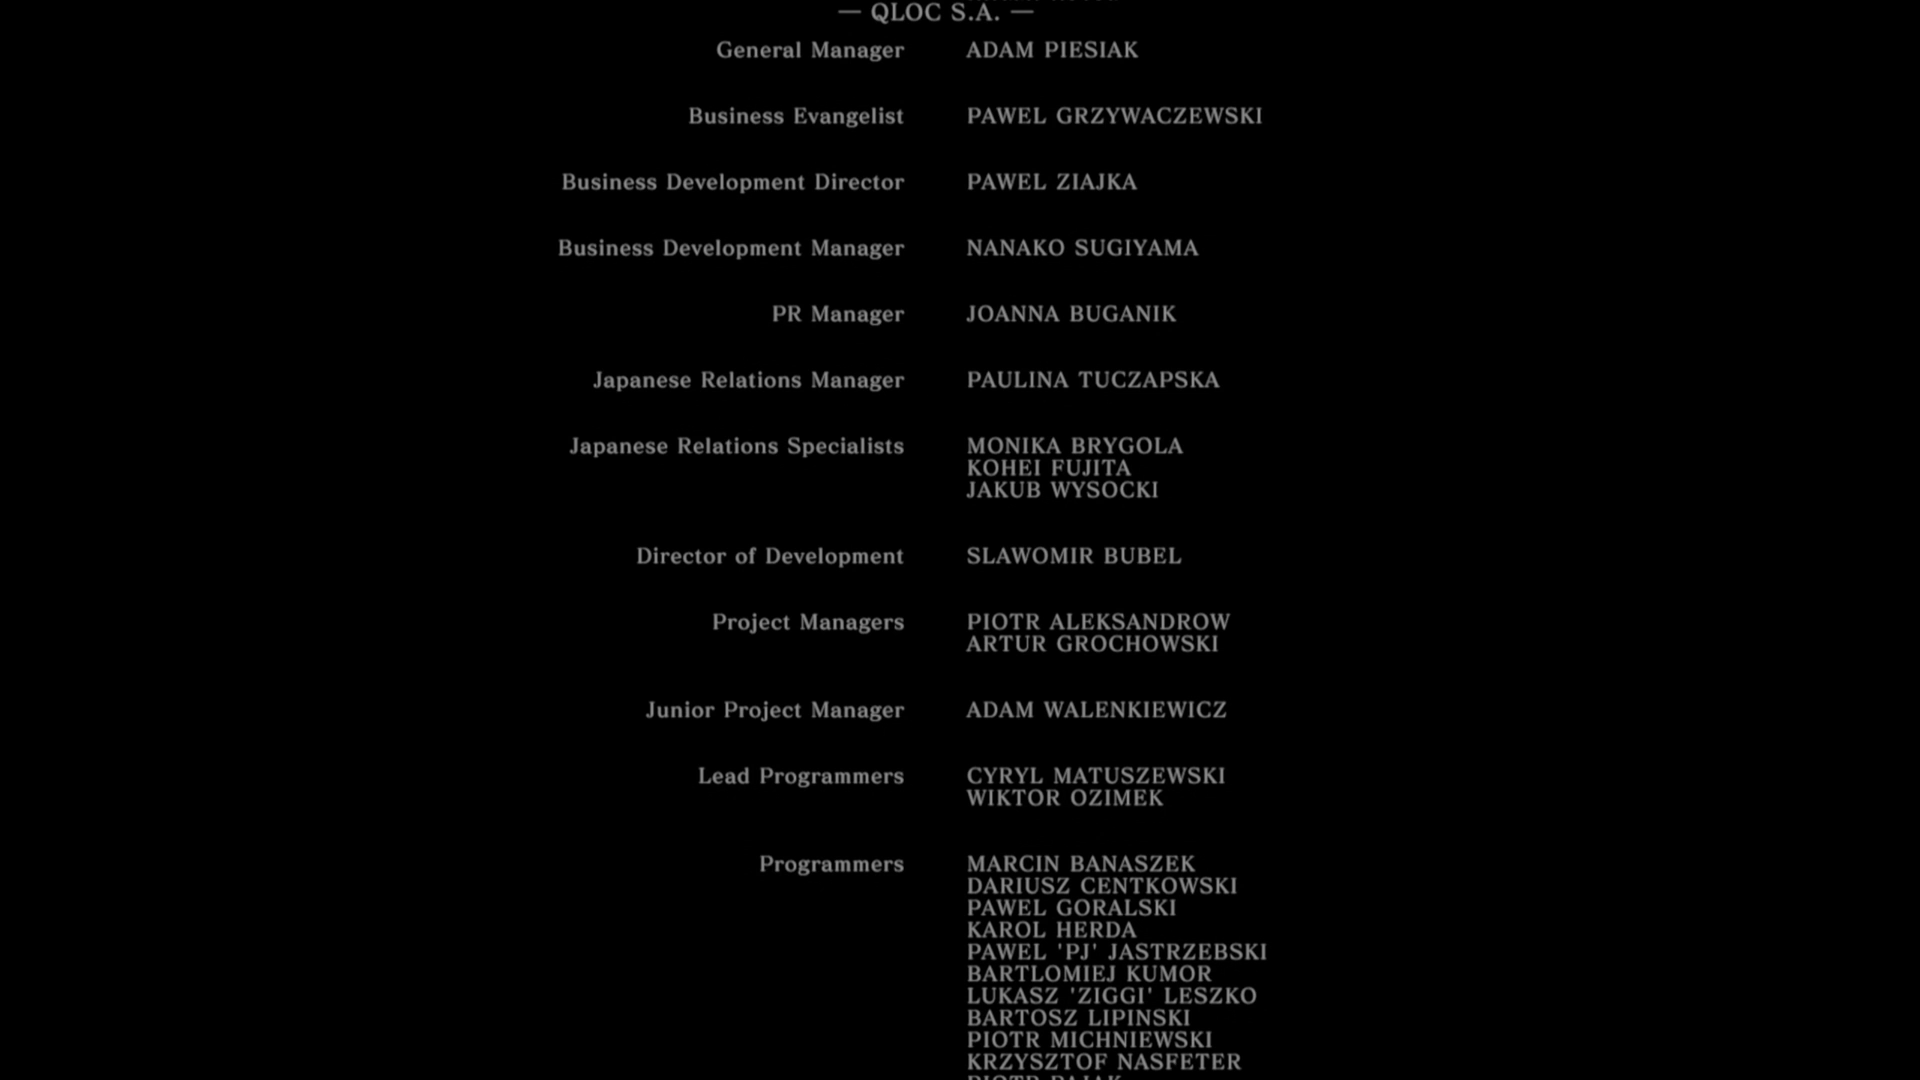 — QLOC S.A. —
General Manager ADAM PIESIAK
Business Evangelist PAWEL GRZYWACZEWSKI
Business Development Director PAWEL ZIAJKA
Business Development Manager NANAKO SUGIYAMA
PR Manager JOANNA BUGANIK
Japanese Relations Manager PAULINA TUCZAPSKA
Japanese Relations Specialists MONIKA BRYGOLA
KOHEI FUJITA
JAKUB WYSOCKI
Director of Development SLAWOMIR BUBEL
Project Managers PIOTR ALEKSANDROW
ARTUR GROCHOWSKI
Junior Project Manager ADAM WALENKIEWICZ
Lead Programmers CYRYL MATUSZEWSKI
WIKTOR OZIMEK
Programmers MARCIN BANASZEK
DARIUSZ CENTKOWSKI
PAWEL GORALSKI
KAROL HERDA
PAWEL 'PJ' JASTRZEBSKI
BARTLOMIEJ KUMOR
LUKASZ 'ZIGGI' LESZKO
BARTOSZ LIPINSKI
PIOTR MICHNIEWSKI
KRZYSZTOF NASFETER